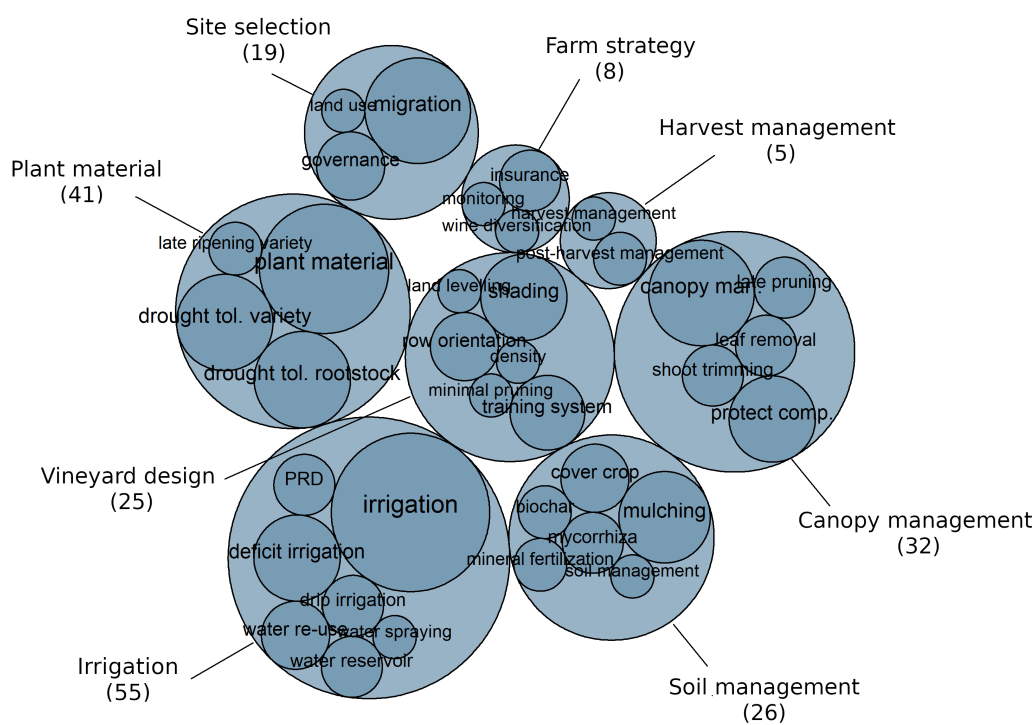 Site selection
(19)
land use
migration
governance
Farm strategy
(8)
insurance
monitoring
wine diversification
Harvest management
(5)
harvest management
post-harvest management
Plant material
(41)
late ripening variety
plant material
drought tol. variety
drought tol. rootstock
land levelling
shading
row orientation
density
minimal pruning
training system
Vineyard design
(25)
canopy man.
late pruning
leaf removal
shoot trimming
protect comp.
Canopy management
(32)
PRD
irrigation
deficit irrigation
drip irrigation
water re-use
water spraying
water reservoir
Irrigation
(55)
cover crop
biochar
mulching
mycorrhiza
mineral fertilization
soil management
Soil management
(26)